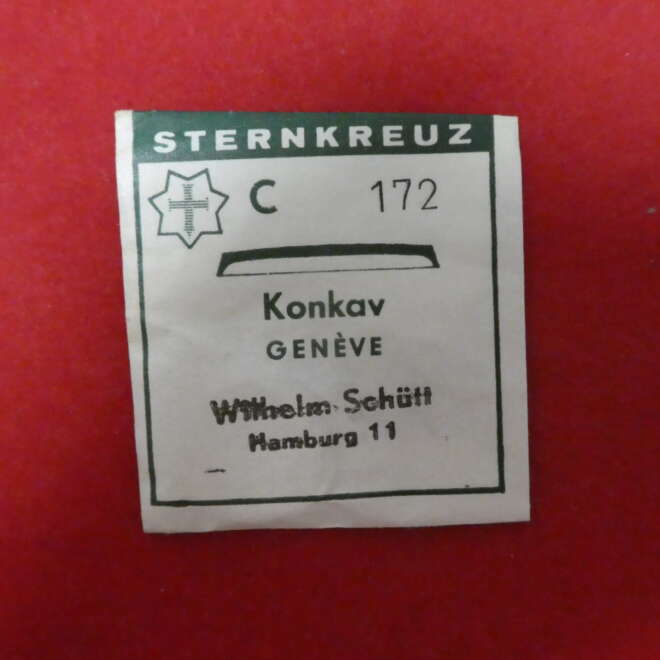 STERNKREUZ
C 172
Konkav
GENÈVE
Wilhelm Schütt
Hamburg 11